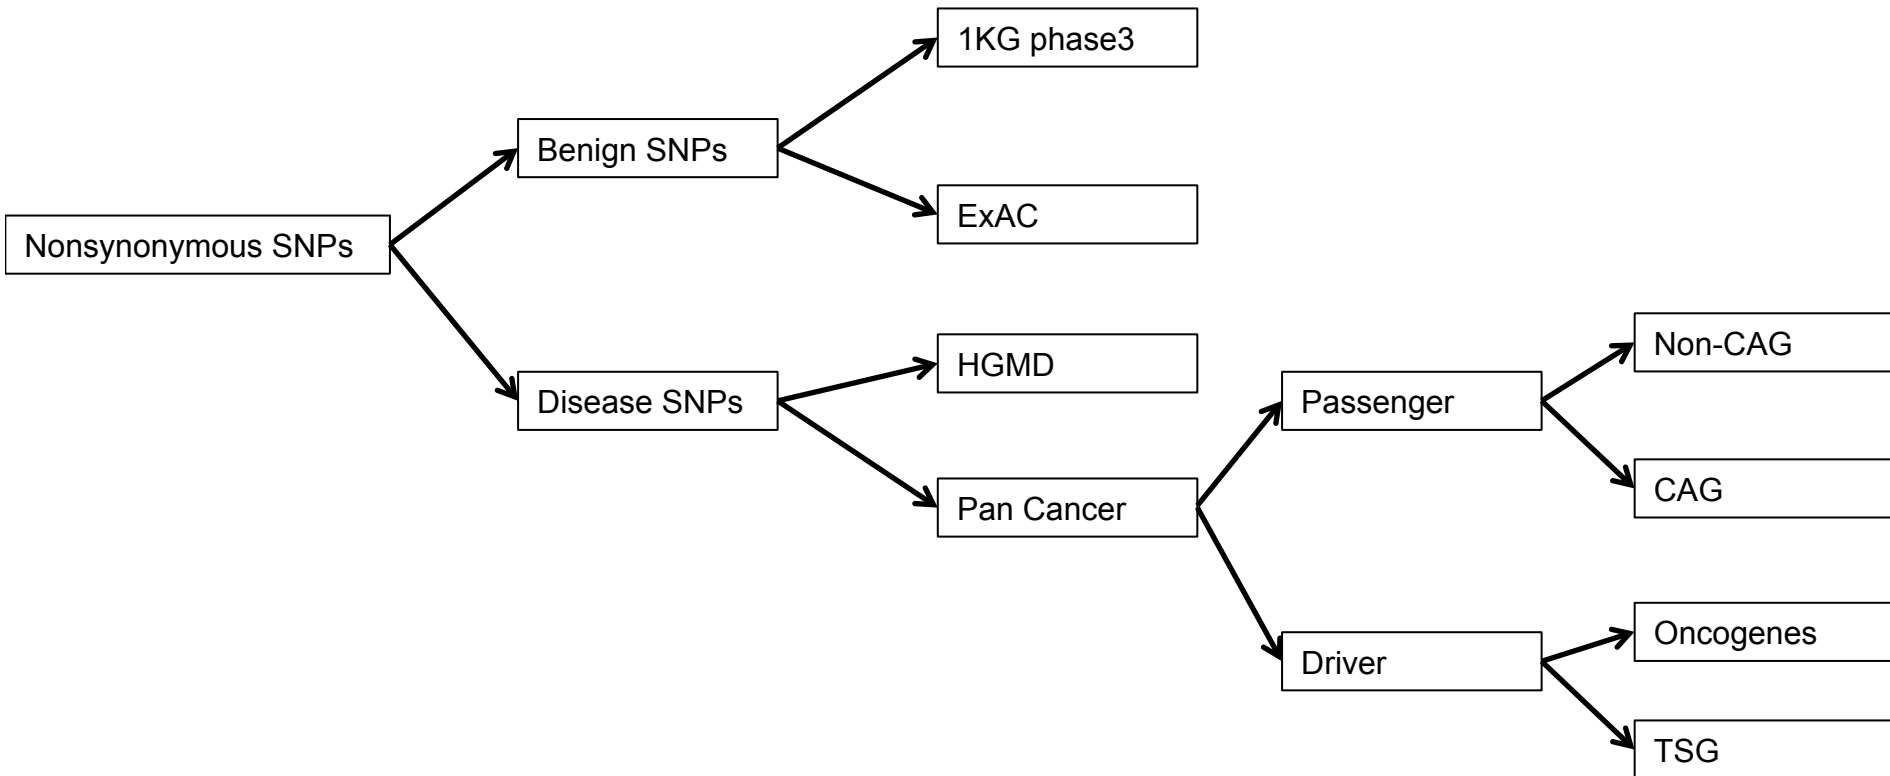 1KG phase3
Benign SNPs
ExAC
Nonsynonymous SNPs
HGMD
Non-CAG
Disease SNPs
Passenger
CAG
Pan Cancer
Oncogenes
Driver
TSG